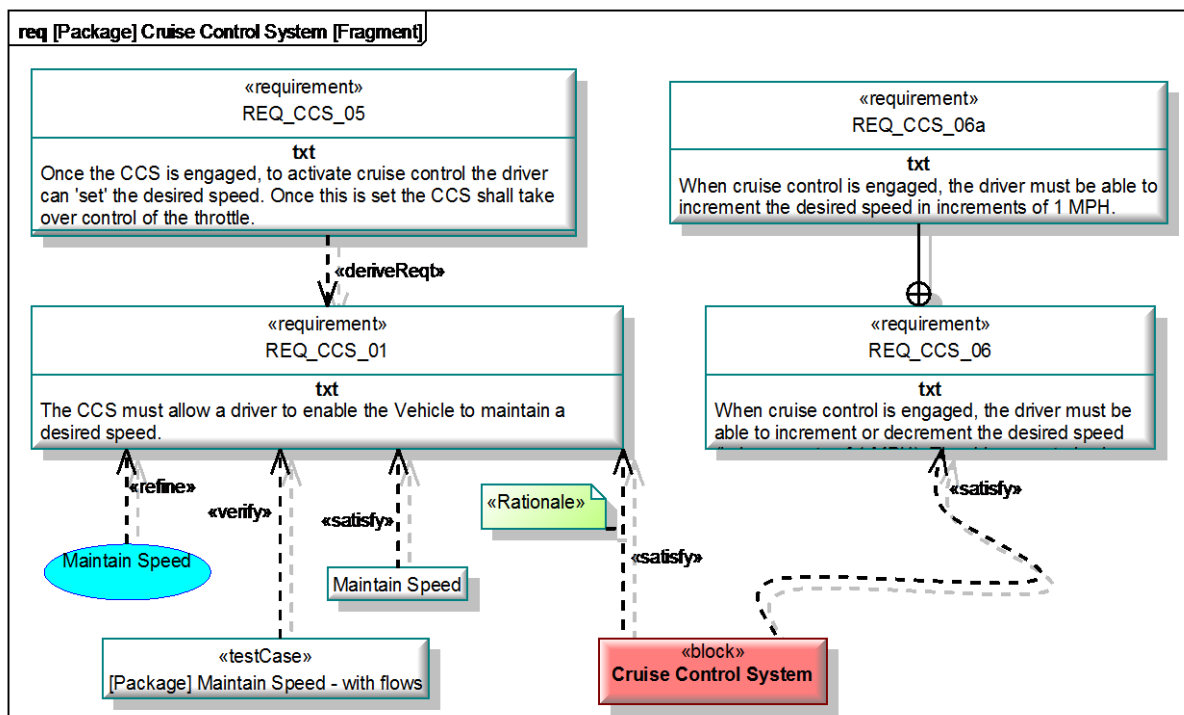 req [Package] Cruise Control System [Fragment]
«requirement»
REQ_CCS_05
txt
Once the CCS is engaged, to activate cruise control the driver
can 'set' the desired speed. Once this is set the CCS shall take
over control of the throttle.
«requirement»
REQ_CCS_06a
txt
When cruise control is engaged, the driver must be able to
increment the desired speed in increments of 1 MPH.
«deriveReqt»
«requirement»
REQ_CCS_01
txt
The CCS must allow a driver to enable the Vehicle to maintain a
desired speed.
«requirement»
REQ_CCS_06
txt
When cruise control is engaged, the driver must be
able to increment or decrement the desired speed
«refine»
«verify»
«satisfy»
«Rationale»
«satisfy»
«satisfy»
Maintain Speed
Maintain Speed
«testCase»
[Package] Maintain Speed - with flows
«block»
Cruise Control System